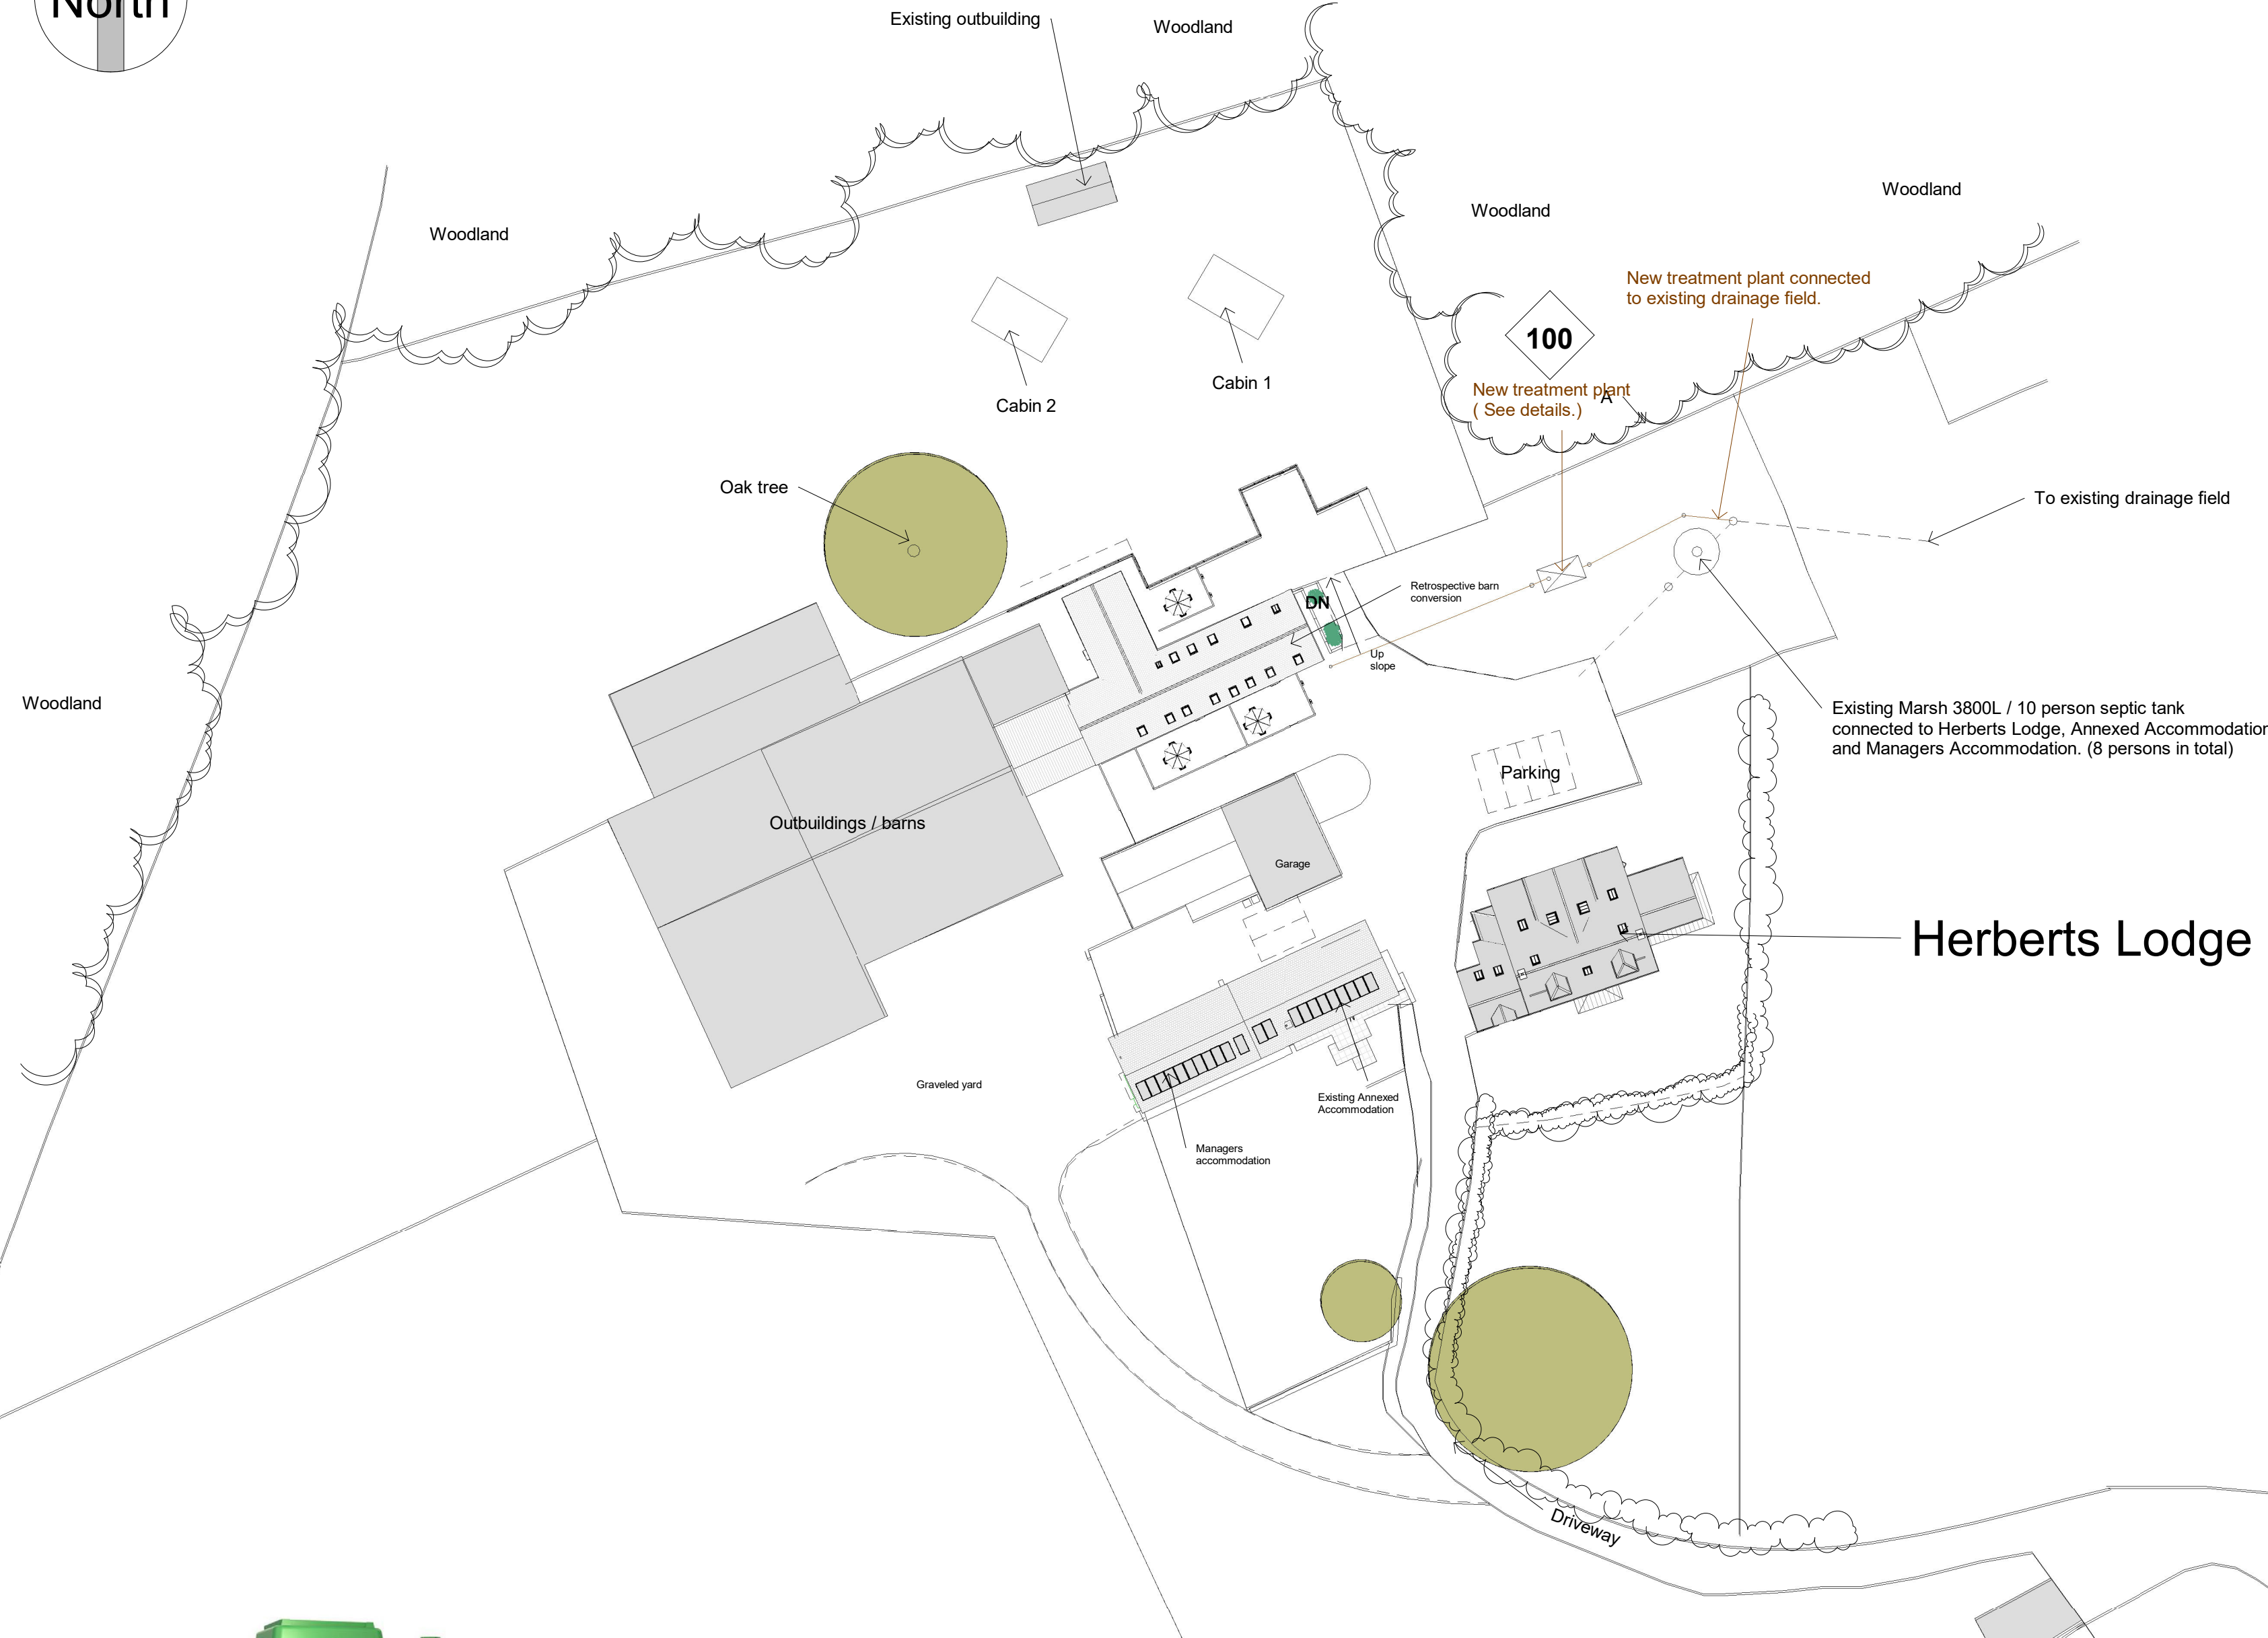 North
Existing outbuilding
Woodland
Woodland
Woodland
Woodland
New treatment plant connected
to existing drainage field.
100
New treatment plant
( See details.)
A
Cabin 1
Cabin 2
Oak tree
To existing drainage field
Retrospective barn
conversion
DN
Up
slope
Woodland
Existing Marsh 3800L / 10 person septic tank
connected to Herberts Lodge, Annexed Accommodation
and Managers Accommodation. (8 persons in total)
Parking
Outbuildings / barns
Garage
Herberts Lodge
Graveled yard
Existing Annexed
Accommodation
Managers
accommodation
Driveway